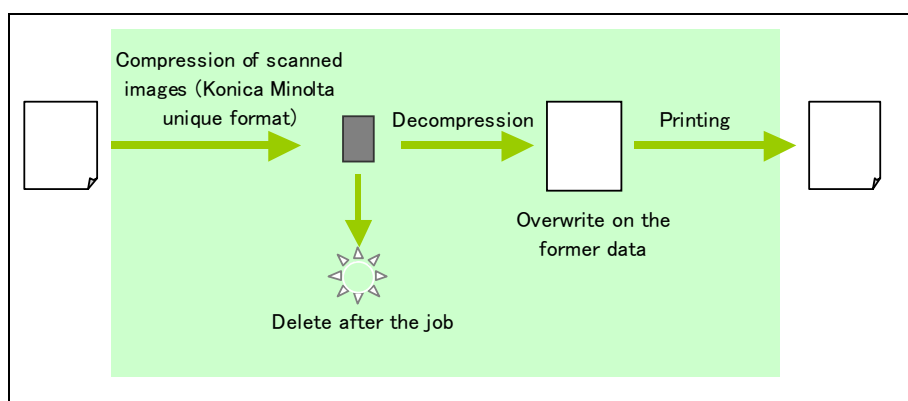 Compression of scanned
images (Konica Minolta
unique format)
Decompression
Printing
Overwrite on the
former data
Delete after the job